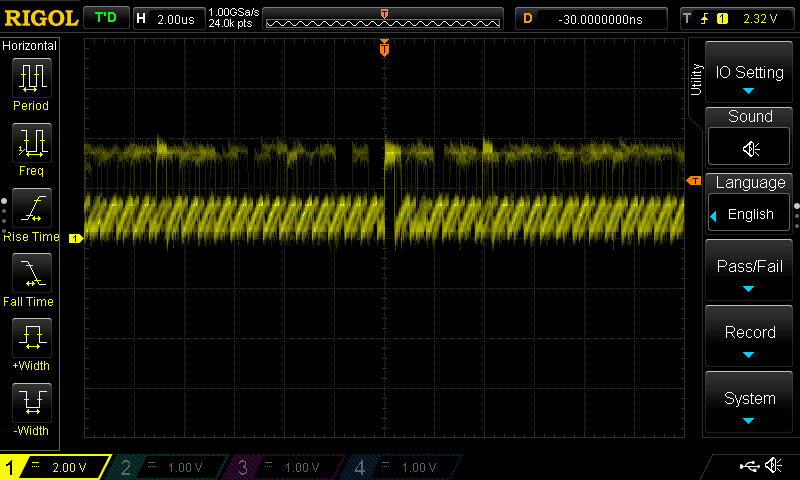 RIGOL T'D H 2.00us 1.00GSa/s 24.0k pts T D -30.0000000ns T 1 2.32 V
Horizontal
Period
Freq
Rise Time
Fall Time
+Width
-Width
T
T
1
Utility
IO Setting
Sound
Language
English
Pass/Fail
Record
System
1 2.00 V 2 1.00 V 3 1.00 V 4 1.00 V